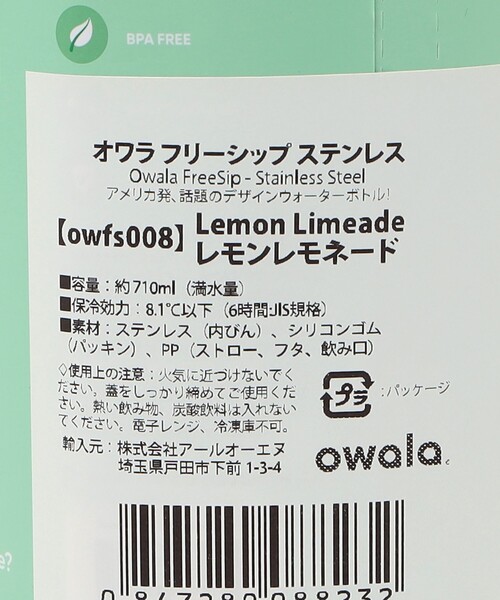 BPA FREE
オワラ フリーシップ ステンレス
Owala FreeSip - Stainless Steel
アメリカ発、話題のデザインウォーターボトル!
【owfs008】 Lemon Limeade
レモンレモネード
■容量：約710ml（満水量）
■保冷効力：8.1℃以下（6時間:JIS規格）
■素材：ステンレス（内びん）、シリコンゴム
（パッキン）、PP（ストロー、フタ、飲み口）
◇使用上の注意：火気に近づけないでく
ださい。蓋をしっかり締めてご使用くだ
さい。熱い飲み物、炭酸飲料は入れない
でください。電子レンジ、冷凍庫不可。
プラ ：パッケージ
輸入元：株式会社アールオーエヌ
埼玉県戸田市下前 1-3-4
owala
e?